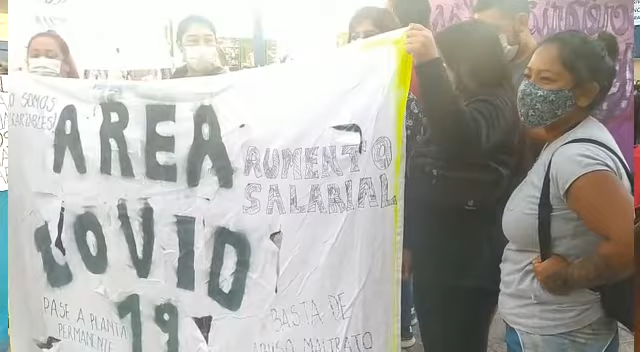 O SOMOS
AREA
COVID
19
AUMENTO
SALARIAL
PASE A PLANTA
PERMANENTE
BASTA DE
ABUSO MALTRATO